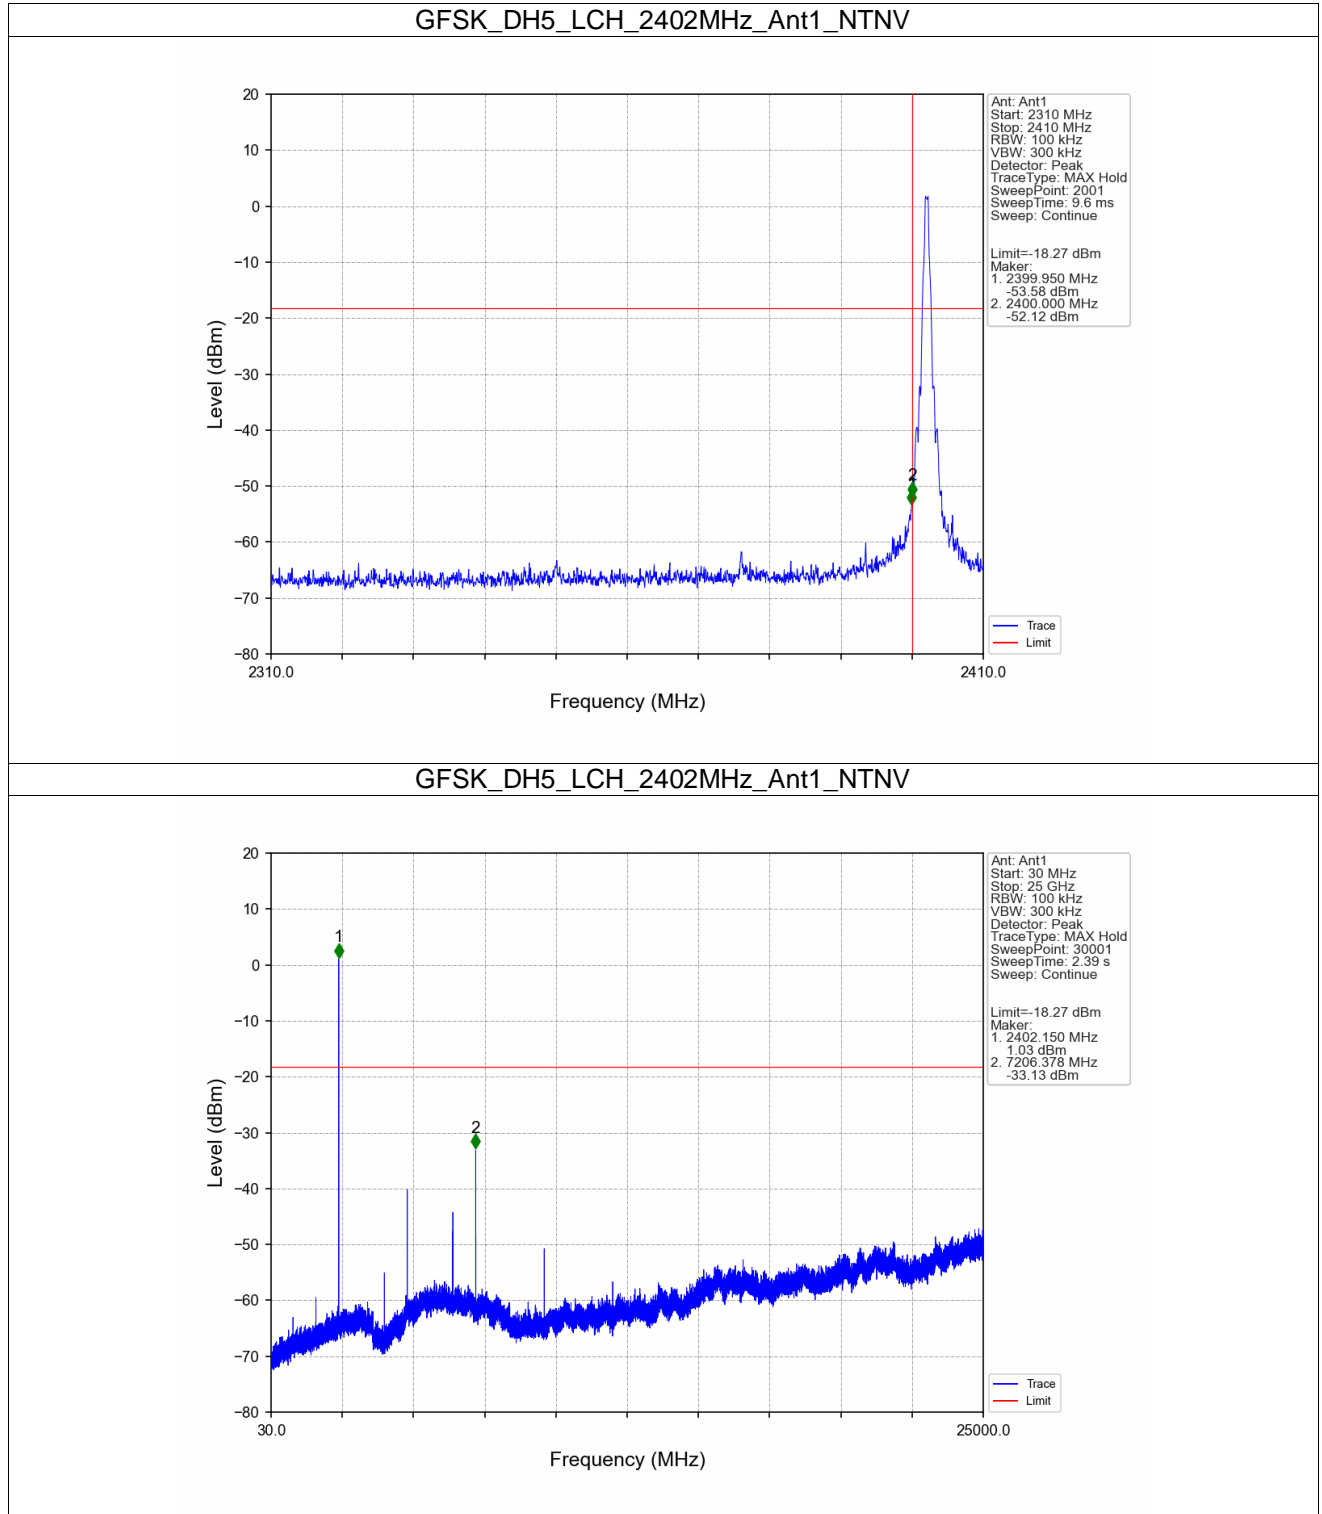 GFSK_DH5_LCH_2402MHz_Ant1_NTNV
20
10
0
−10
−20
−30
−40
−50
−60
−70
−80
Level (dBm)
2
2310.0
2410.0
Frequency (MHz)
Ant: Ant1
Start: 2310 MHz
Stop: 2410 MHz
RBW: 100 kHz
VBW: 300 kHz
Detector: Peak
TraceType: MAX Hold
SweepPoint: 2001
SweepTime: 9.6 ms
Sweep: Continue
Limit=-18.27 dBm
Maker:
1. 2399.950 MHz
-53.58 dBm
2. 2400.000 MHz
-52.12 dBm
Trace
Limit
GFSK_DH5_LCH_2402MHz_Ant1_NTNV
20
10
0
−10
−20
−30
−40
−50
−60
−70
−80
Level (dBm)
1
2
30.0
25000.0
Frequency (MHz)
Ant: Ant1
Start: 30 MHz
Stop: 25 GHz
RBW: 100 kHz
VBW: 300 kHz
Detector: Peak
TraceType: MAX Hold
SweepPoint: 30001
SweepTime: 2.39 s
Sweep: Continue
Limit=-18.27 dBm
Maker:
1. 2402.150 MHz
1.03 dBm
2. 7206.378 MHz
-33.13 dBm
Trace
Limit